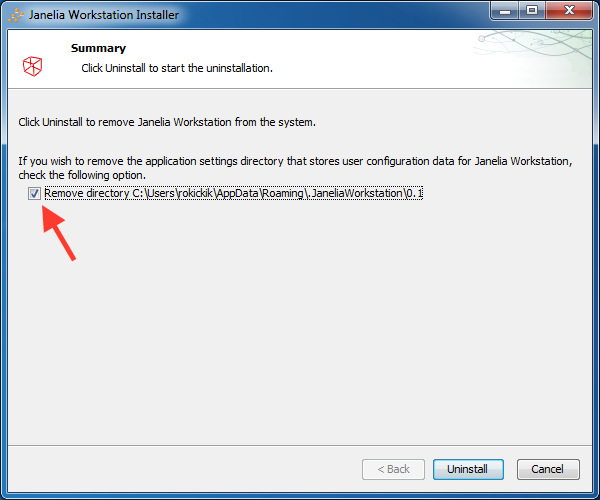 Janelia Workstation Installer
Summary
Click Uninstall to start the uninstallation.
Click Uninstall to remove Janelia Workstation from the system.
If you wish to remove the application settings directory that stores user configuration data for Janelia Workstation,
check the following option.
Remove directory C:\Users\rokickik\AppData\Roaming\.JaneliaWorkstation\0.1
< Back
Uninstall
Cancel